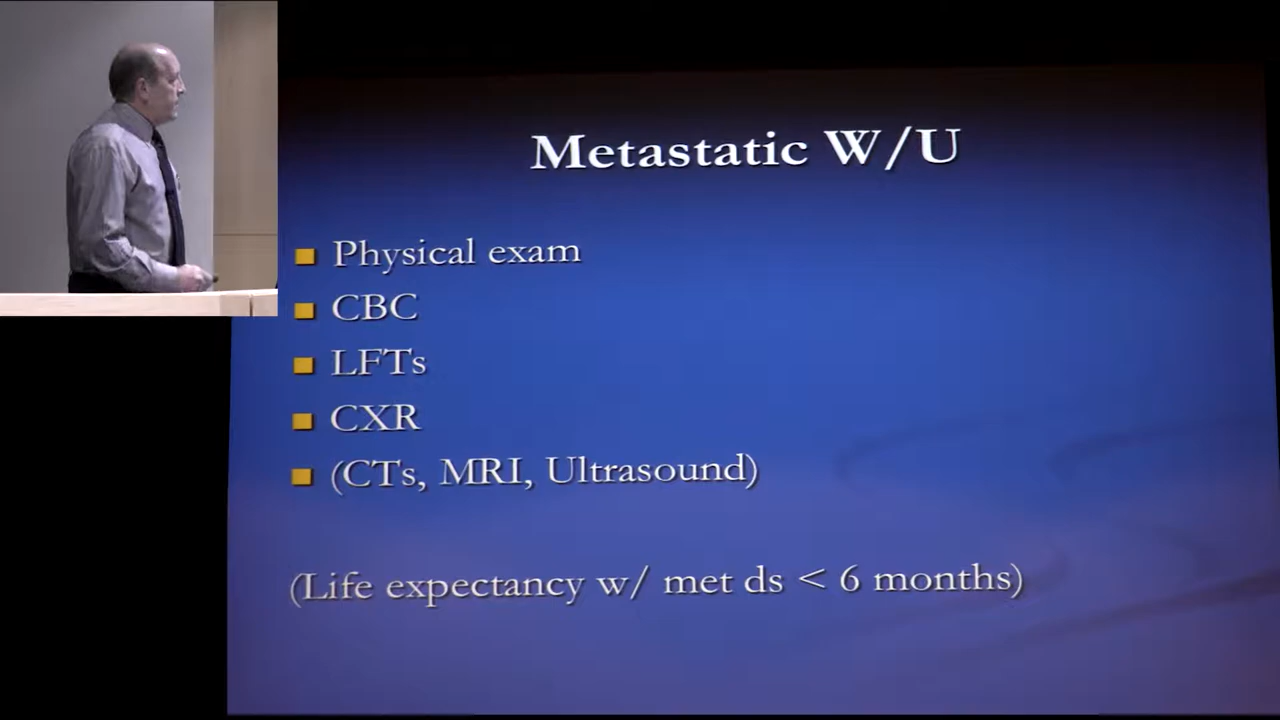 Metastatic W/U
Physical exam
CBC
LFTs
CXR
(CTs, MRI, Ultrasound)
(Life expectancy w/ met ds < 6 months)